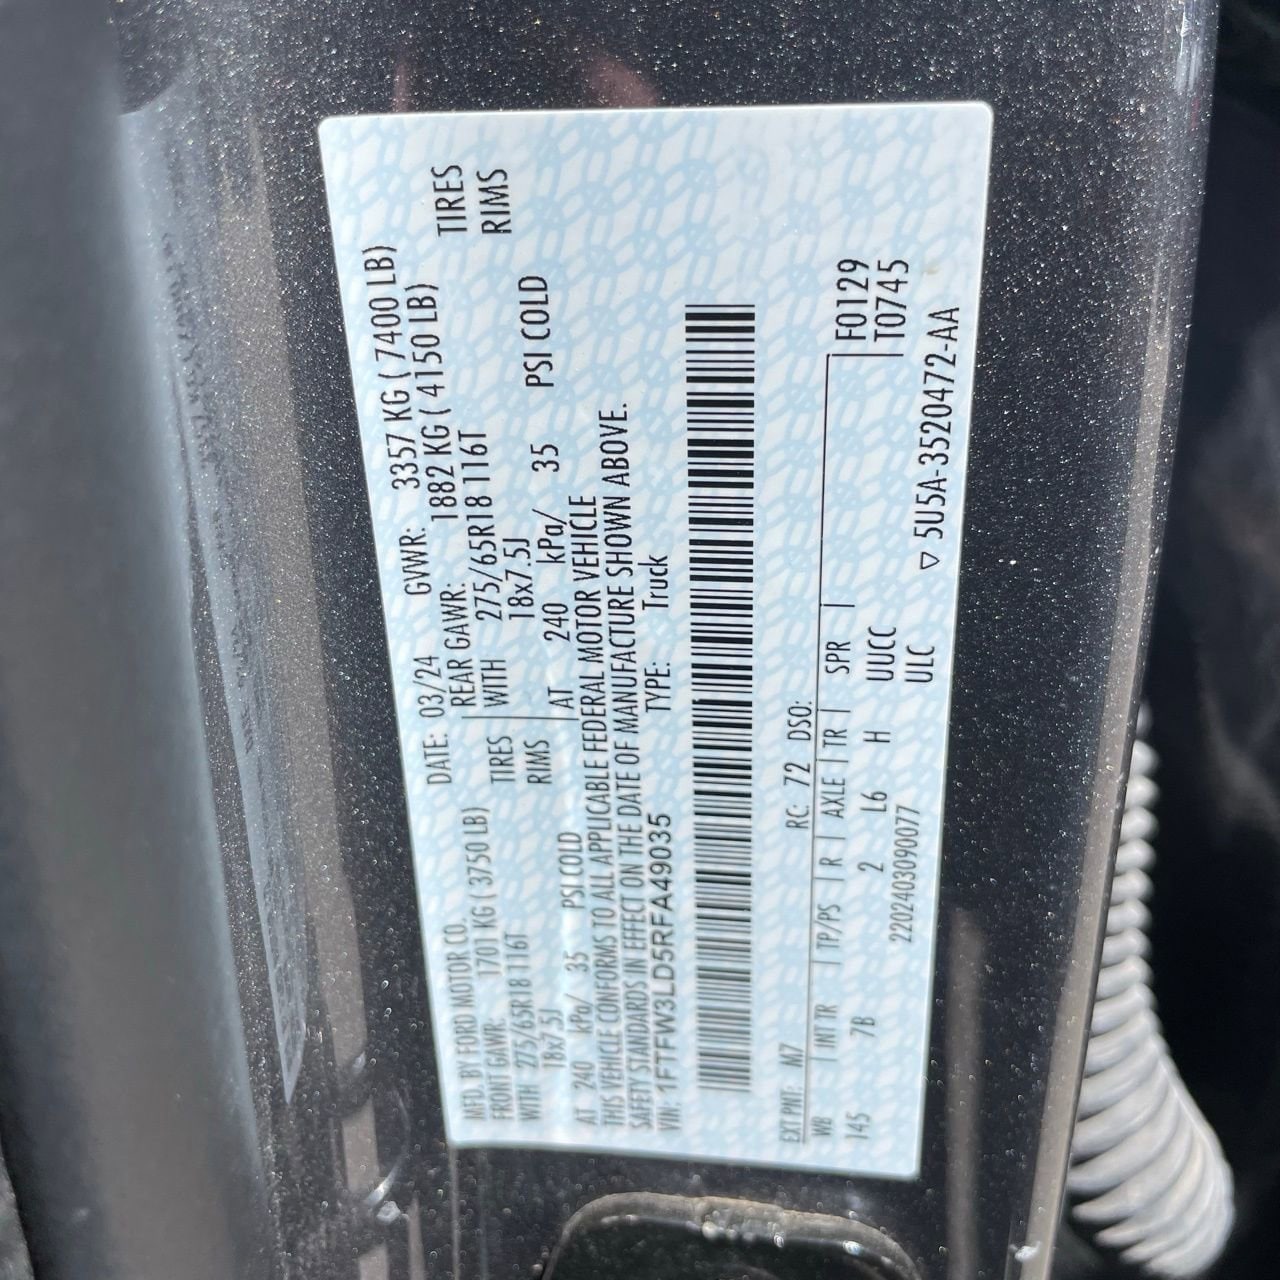 MFD. BY FORD MOTOR CO. DATE: 03/24 GVWR: 3357 KG ( 7400 LB)
FRONT GAWR: 1701 KG ( 3750 LB) REAR GAWR: 1882 KG ( 4150 LB)
WITH 275/65R18 116T TIRES WITH 275/65R18 116T TIRES
18x7.5J RIMS 18x7.5J RIMS
AT 240 kPa/ 35 PSI COLD AT 240 kPa/ 35 PSI COLD
THIS VEHICLE CONFORMS TO ALL APPLICABLE FEDERAL MOTOR VEHICLE
SAFETY STANDARDS IN EFFECT ON THE DATE OF MANUFACTURE SHOWN ABOVE.
VIN: 1FTFW3LD5RFA49035 TYPE: Truck
EXT PNT: M7 RC: 72 DSO:
WB INT TR TP/PS R AXLE TR SPR F0129
145 7B 2 L6 H UUCC T0745
2202403090077 ULC
▽ 5U5A-3520472-AA